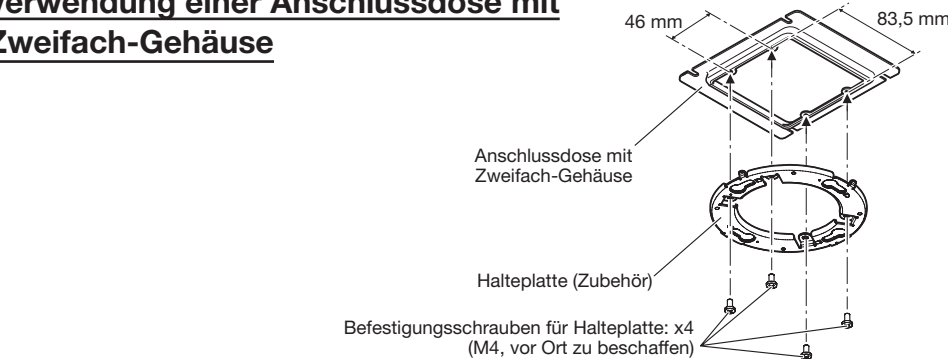 Verwendung einer Anschlussdose mit
Zweifach-Gehäuse
46 mm
83,5 mm
Anschlussdose mit
Zweifach-Gehäuse
Halteplatte (Zubehör)
Befestigungsschrauben für Halteplatte: x4
(M4, vor Ort zu beschaffen)